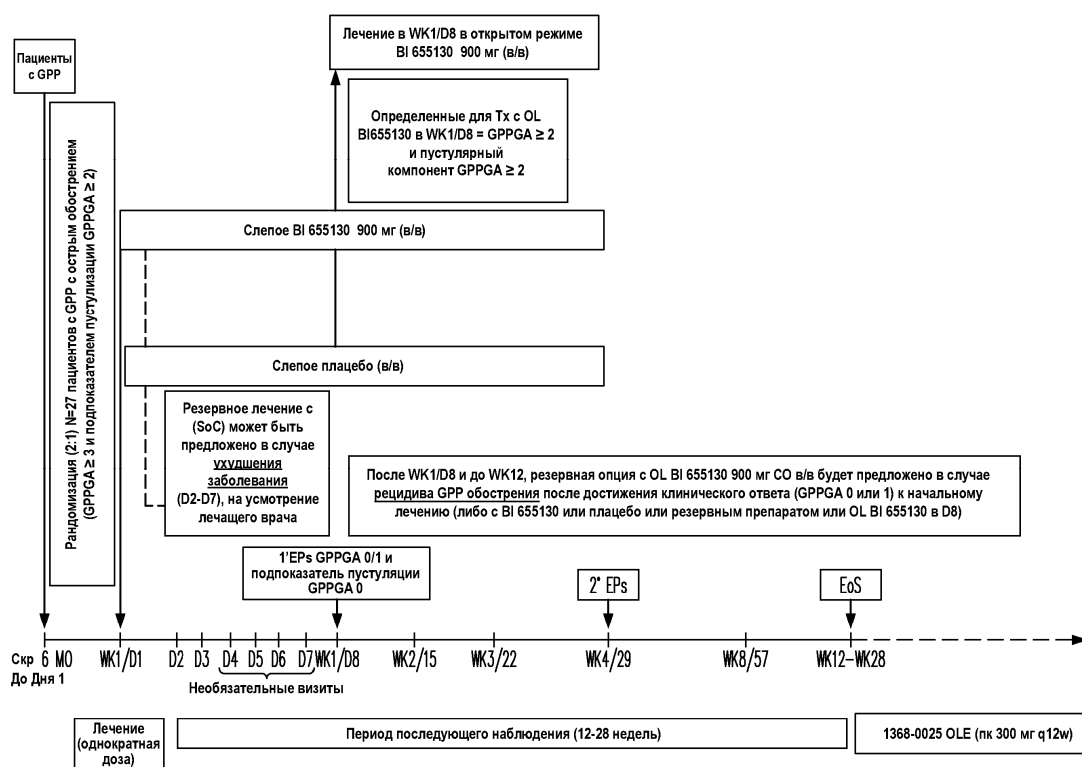 Пациенты
с GPP
Лечение в WK1/D8 в открытом режиме
BI 655130 900 мг (в/в)
Определенные для Tx с OL
BI655130 в WK1/D8 = GPPGA ≥ 2
и пустулярный
компонент GPPGA ≥ 2
Рандомизация (2:1) N=27 пациентов с GPP с острым обострением
(GPPGA ≥ 3 и подпоказателем пустулизации GPPGA ≥ 2)
Слепое BI 655130 900 мг (в/в)
Слепое плацебо (в/в)
Резервное лечение с
(SoC) может быть
предложено в случае
ухудшения
заболевания
(D2-D7), на усмотрение
лечащего врача
После WK1/D8 и до WK12, резервная опция с OL BI 655130 900 мг СО в/в будет предложено в случае
рецидива GPP обострения после достижения клинического ответа (GPPGA 0 или 1) к начальному
лечению (либо с BI 655130 или плацебо или резервным препаратом или OL BI 655130 в D8)
1'EPs GPPGA 0/1 и
подпоказатель пустуляции
GPPGA 0
2° EPs
EoS
Скр 6 МО WK1/D1 D2 D3 D4 D5 D6 D7 WK1/D8 WK2/15 WK3/22 WK4/29 WK8/57 WK12-WK28
До Дня 1
Необязательные визиты
Лечение
(однократная
доза)
Период последующего наблюдения (12-28 недель)
1368-0025 OLE (пк 300 мг q12w)